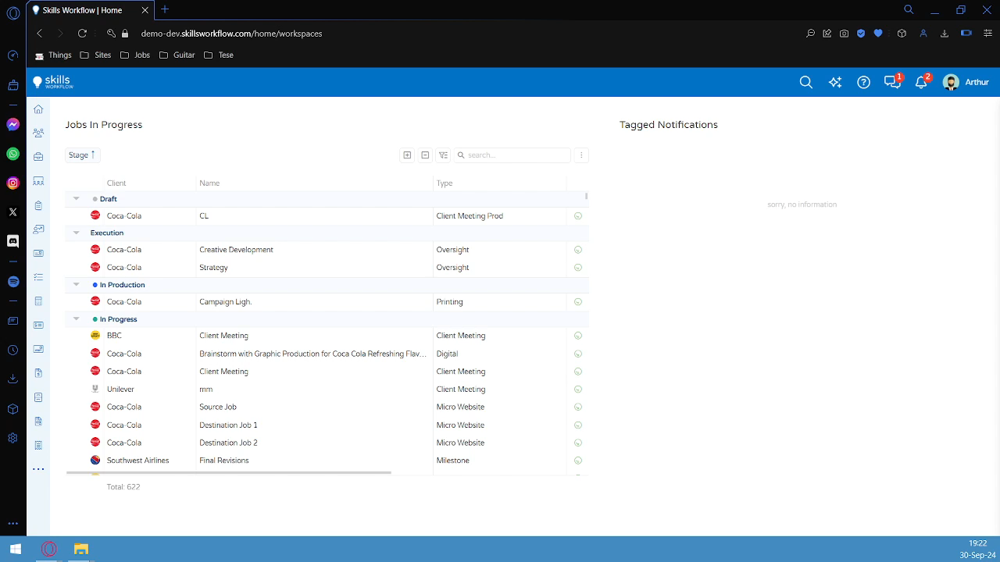 Skills Workflow | Home
demo-dev.skillsworkflow.com/home/workspaces
Things Sites Jobs Guitar Tese
skills
WORKFLOW
1 2 Arthur
Jobs In Progress
Tagged Notifications
Stage
search...
Client Name Type
sorry, no information
Draft
Coca-Cola CL Client Meeting Prod
Execution
Coca-Cola Creative Development Oversight
Coca-Cola Strategy Oversight
In Production
Coca-Cola Campaign Ligh. Printing
In Progress
BBC Client Meeting Client Meeting
Coca-Cola Brainstorm with Graphic Production for Coca Cola Refreshing Flav... Digital
Coca-Cola Client Meeting Client Meeting
Unilever mm Client Meeting
Coca-Cola Source Job Micro Website
Coca-Cola Destination Job 1 Micro Website
Coca-Cola Destination Job 2 Micro Website
Southwest Airlines Final Revisions Milestone
Total: 622
19:22
30-Sep-24